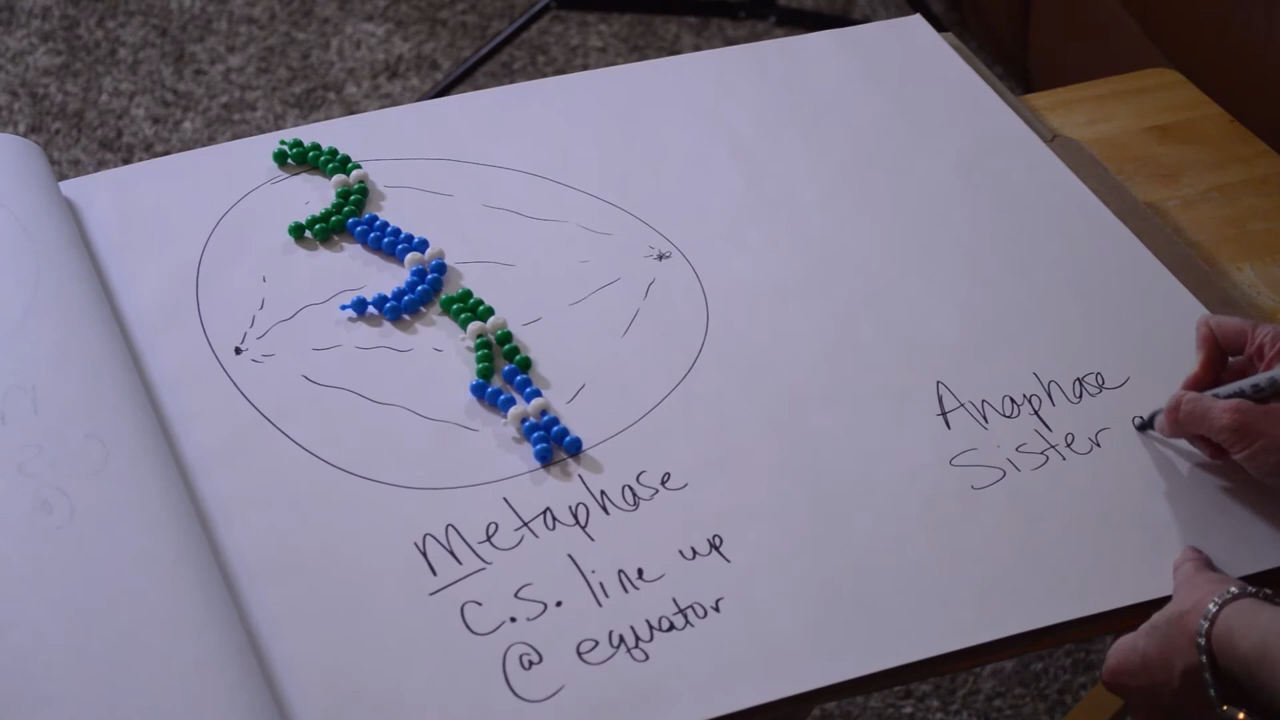 Metaphase
C.S. line up
@ equator
Anaphase
Sister